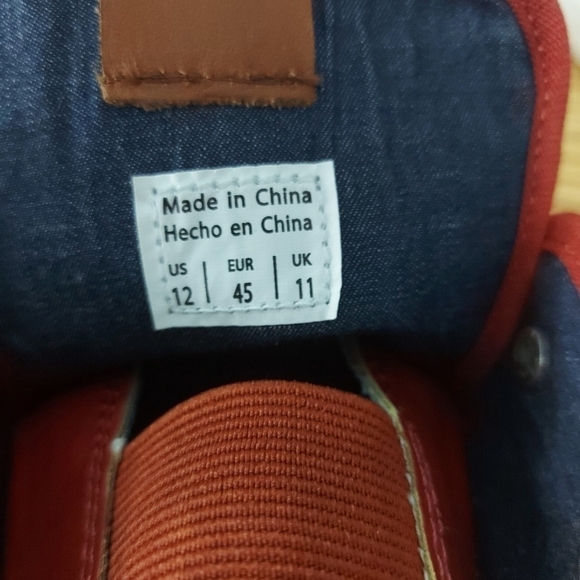 Made in China
Hecho en China
US | EUR | UK
12 | 45 | 11